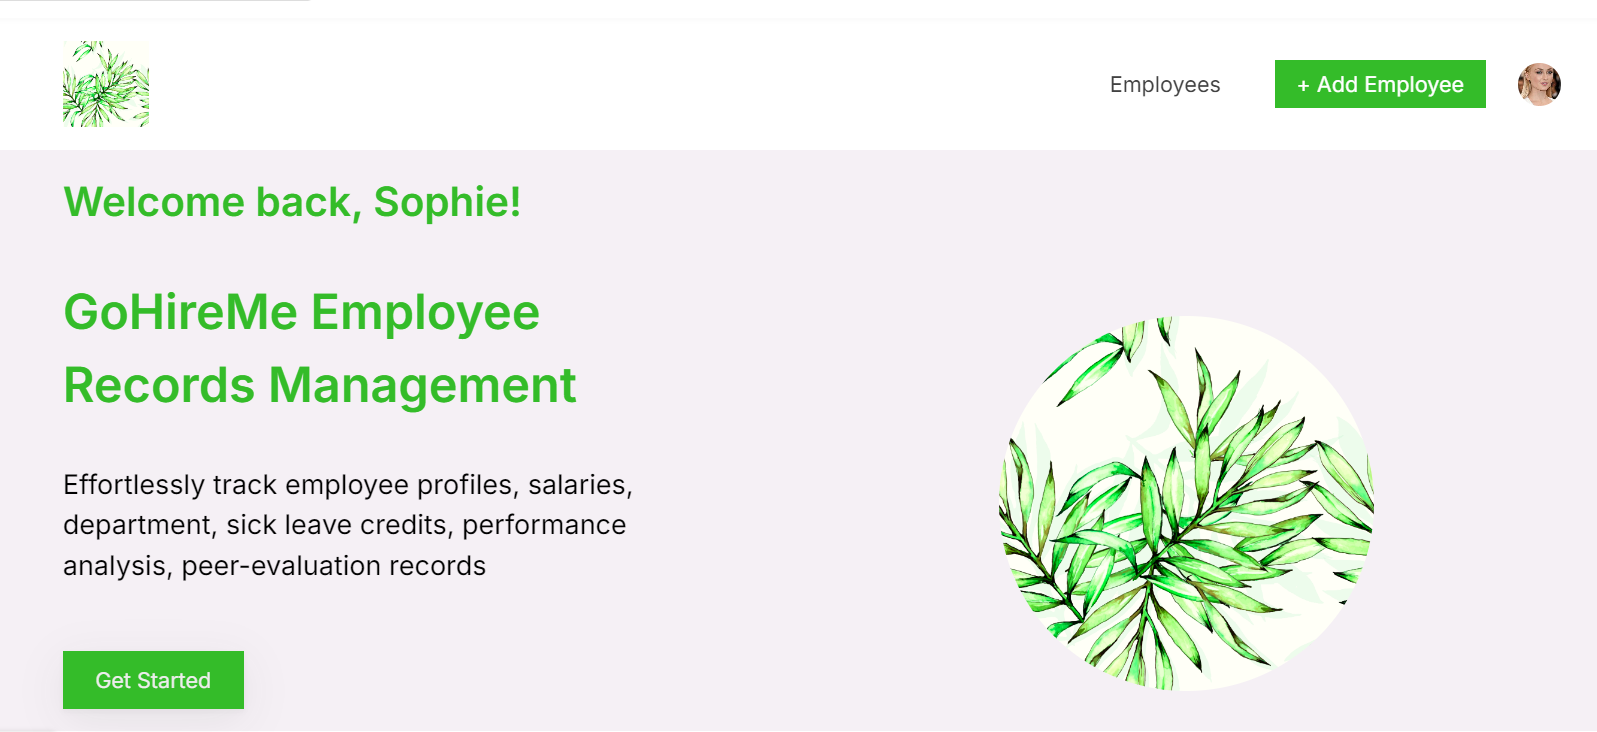 Employees
+ Add Employee
Welcome back, Sophie!
GoHireMe Employee
Records Management
Effortlessly track employee profiles, salaries,
department, sick leave credits, performance
analysis, peer-evaluation records
Get Started